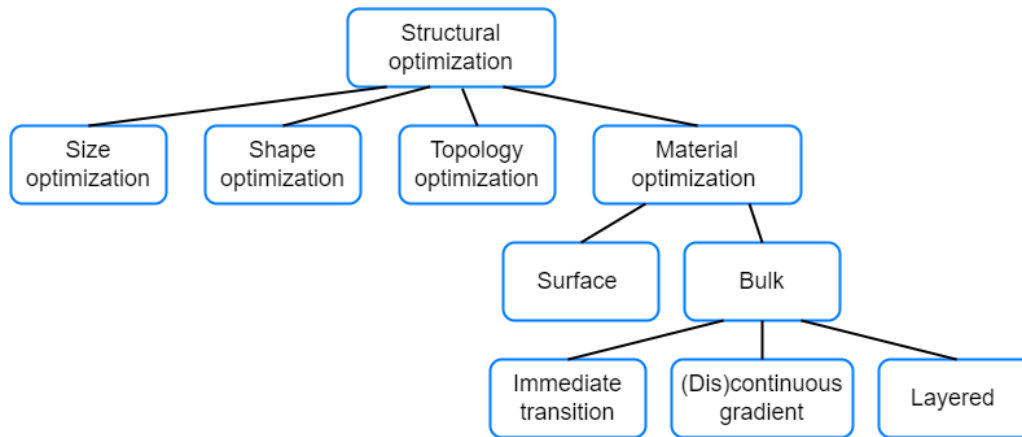 Structural
optimization
Size
optimization
Shape
optimization
Topology
optimization
Material
optimization
Surface
Bulk
Immediate
transition
(Dis)continuous
gradient
Layered